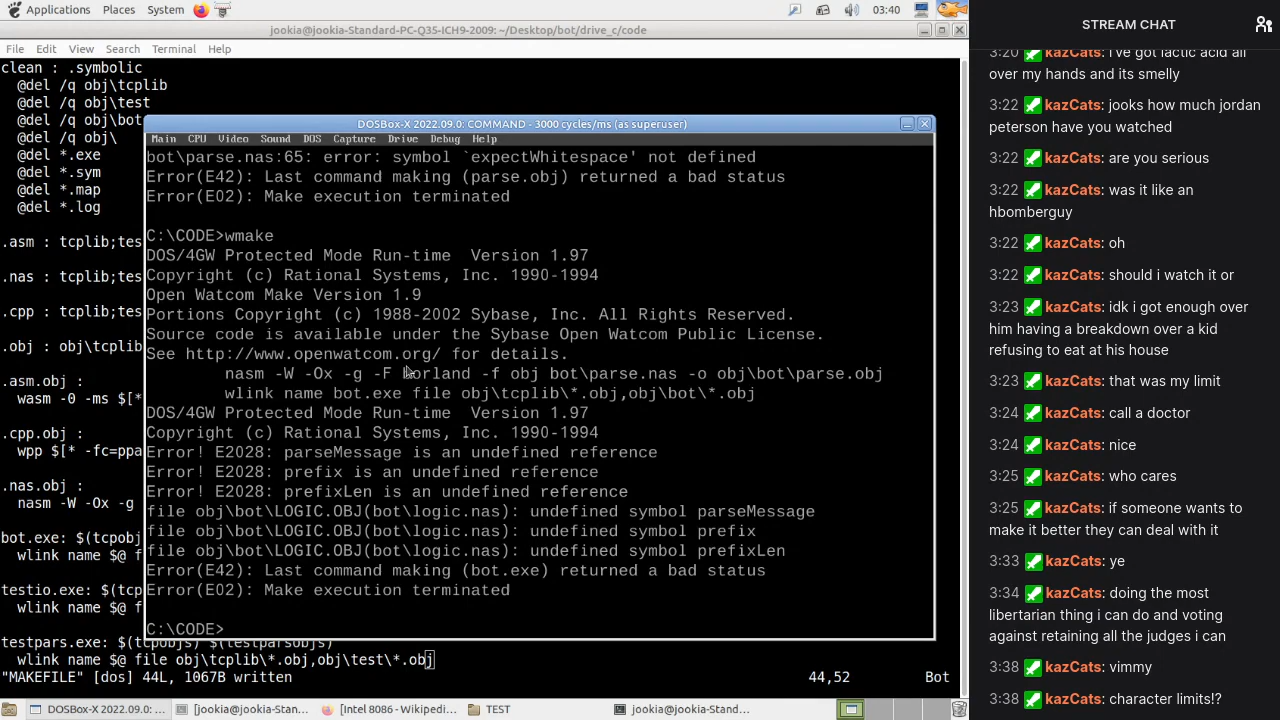 Applications Places System 03:40
jookia@jookia-Standard-PC-Q35-ICH9-2009: ~/Desktop/bot/drive_c/code
File Edit View Search Terminal Help
clean : .symbolic
@del /q obj\tcplib
@del /q obj\test
@del /q obj\bot
@del /q obj\
@del *.exe
@del *.sym
@del *.map
@del *.log
.asm : tcplib;tes
.nas : tcplib;tes
.cpp : tcplib;tes
.obj : obj\tcplib
.asm.obj :
wasm -0 -ms $[*
.cpp.obj :
wpp $[* -fc=ppa
.nas.obj :
nasm -W -Ox -g
bot.exe: $(tcpobj
wlink name $@ f
testio.exe: $(tcp
wlink name $@ f
testpars.exe: $(tcpobjs) $(testparsobjs)
wlink name $@ file obj\tcplib\*.obj,obj\test\*.obj
"MAKEFILE" [dos] 44L, 1067B written 44,52 Bot
DOSBox-X 2022.09.0: COMMAND - 3000 cycles/ms (as superuser)
Main CPU Video Sound DOS Capture Drive Debug Help
bot\parse.nas:65: error: symbol `expectWhitespace' not defined
Error(E42): Last command making (parse.obj) returned a bad status
Error(E02): Make execution terminated
C:\CODE>wmake
DOS/4GW Protected Mode Run-time Version 1.97
Copyright (c) Rational Systems, Inc. 1990-1994
Open Watcom Make Version 1.9
Portions Copyright (c) 1988-2002 Sybase, Inc. All Rights Reserved.
Source code is available under the Sybase Open Watcom Public License.
See http://www.openwatcom.org/ for details.
nasm -W -Ox -g -F borland -f obj bot\parse.nas -o obj\bot\parse.obj
wlink name bot.exe file obj\tcplib\*.obj,obj\bot\*.obj
DOS/4GW Protected Mode Run-time Version 1.97
Copyright (c) Rational Systems, Inc. 1990-1994
Error! E2028: parseMessage is an undefined reference
Error! E2028: prefix is an undefined reference
Error! E2028: prefixLen is an undefined reference
file obj\bot\LOGIC.OBJ(bot\logic.nas): undefined symbol parseMessage
file obj\bot\LOGIC.OBJ(bot\logic.nas): undefined symbol prefix
file obj\bot\LOGIC.OBJ(bot\logic.nas): undefined symbol prefixLen
Error(E42): Last command making (bot.exe) returned a bad status
Error(E02): Make execution terminated
C:\CODE>
DOSBox-X 2022.09.0: ... [jookia@jookia-Stan... [Intel 8086 - Wikipedi... TEST jookia@jookia-Stand...
STREAM CHAT
3:20 kazCats: i've got lactic acid all
over my hands and its smelly
3:22 kazCats: jooks how much jordan
peterson have you watched
3:22 kazCats: are you serious
3:22 kazCats: was it like an
hbomberguy
3:22 kazCats: oh
3:22 kazCats: should i watch it or
3:23 kazCats: idk i got enough over
him having a breakdown over a kid
refusing to eat at his house
3:23 kazCats: that was my limit
3:24 kazCats: call a doctor
3:24 kazCats: nice
3:25 kazCats: who cares
3:25 kazCats: if someone wants to
make it better they can deal with it
3:33 kazCats: ye
3:34 kazCats: doing the most
libertarian thing i can do and voting
against retaining all the judges i can
3:38 kazCats: vimmy
3:38 kazCats: character limits!?